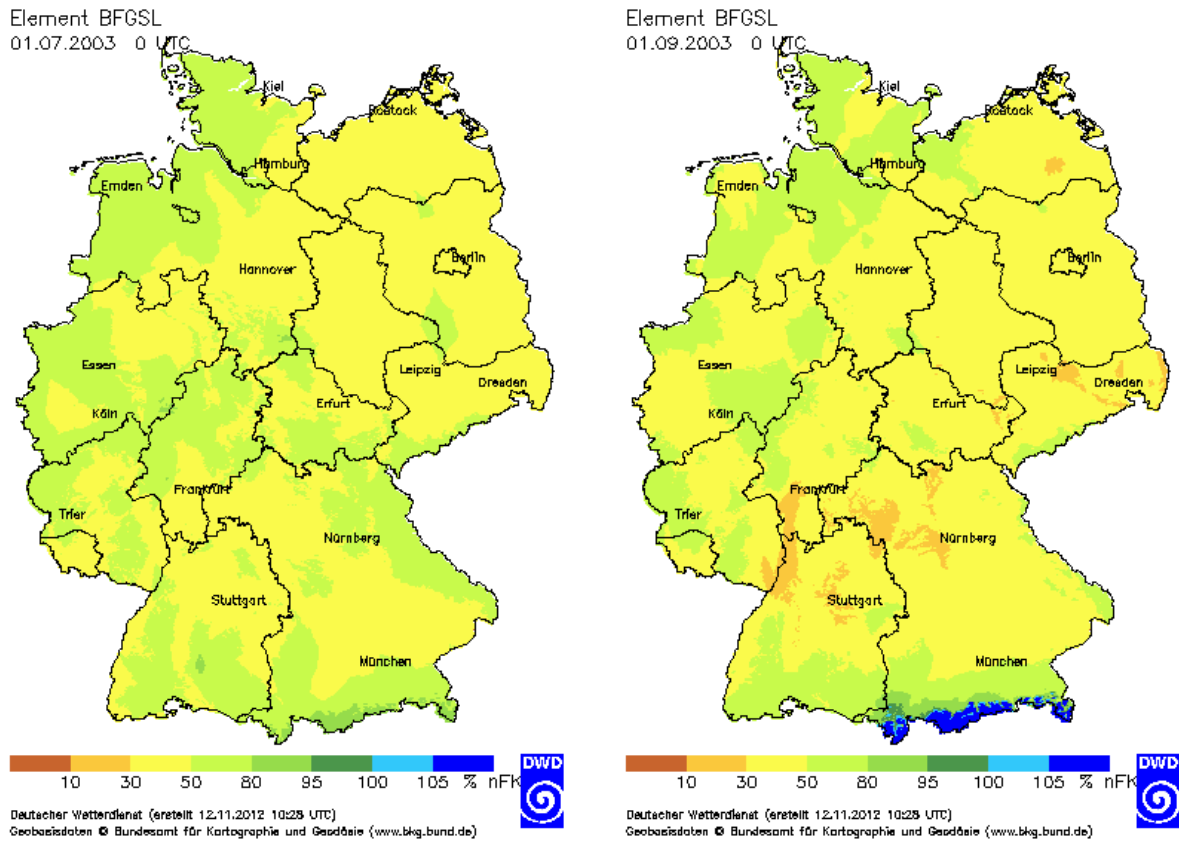 Element BFGSL
01.07.2003 0 UTC
Kiel
Rostock
Hamburg
Emden
Berlin
Hannover
Essen
Leipzig
Dresden
Köln
Erfurt
Frankfurt
Trier
Nürnberg
Stuttgart
München
10 30 50 80 95 100 105 % nFK
DWD
Deutscher Wetterdienst (erstellt 12.11.2012 10:28 UTC)
Geobasisdaten © Bundesamt für Kartographie und Geodäsie (www.bkg.bund.de)
Element BFGSL
01.09.2003 0 UTC
Kiel
Rostock
Hamburg
Emden
Berlin
Hannover
Essen
Leipzig
Dresden
Köln
Erfurt
Frankfurt
Trier
Nürnberg
Stuttgart
München
10 30 50 80 95 100 105 % nFK
DWD
Deutscher Wetterdienst (erstellt 12.11.2012 10:28 UTC)
Geobasisdaten © Bundesamt für Kartographie und Geodäsie (www.bkg.bund.de)